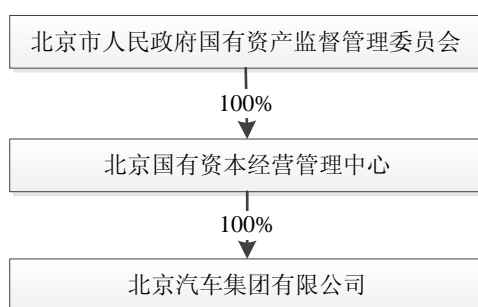 北京市人民政府国有资产监督管理委员会
100%
北京国有资本经营管理中心
100%
北京汽车集团有限公司